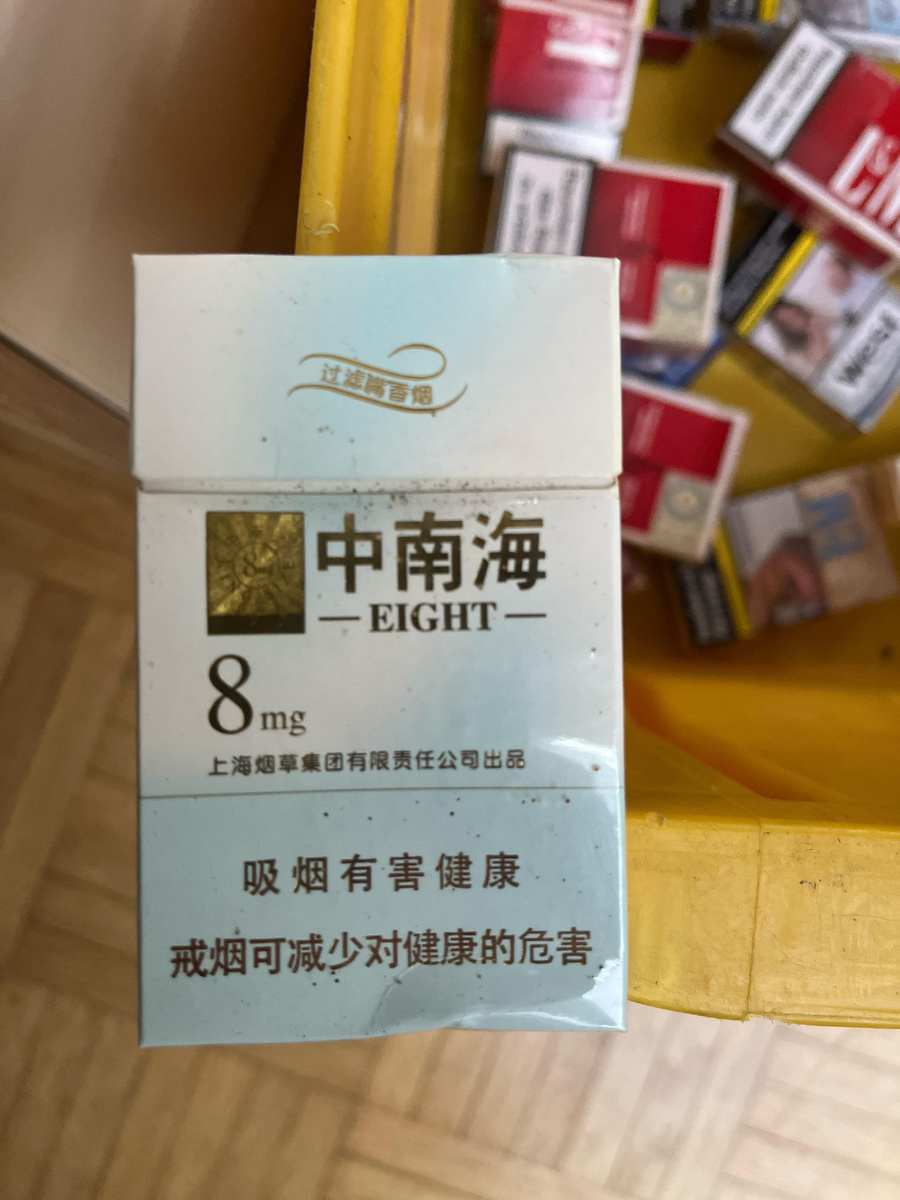 过滤嘴香烟
中南海
EIGHT
8mg
上海烟草集团有限责任公司出品
吸烟有害健康
戒烟可减少对健康的危害